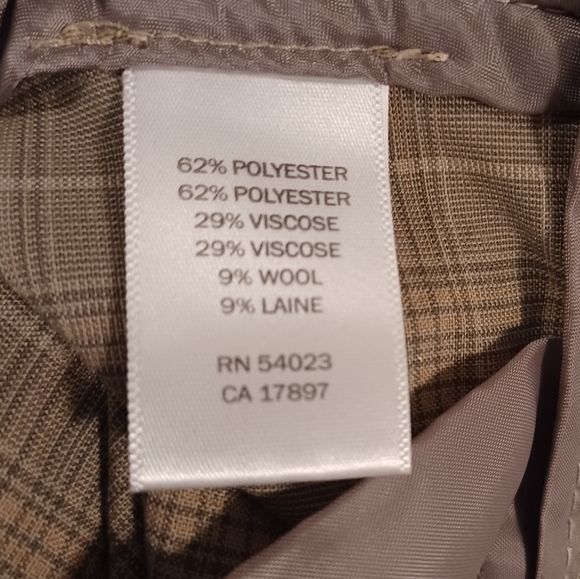 62% POLYESTER
62% POLYESTER
29% VISCOSE
29% VISCOSE
9% WOOL
9% LAINE
RN 54023
CA 17897